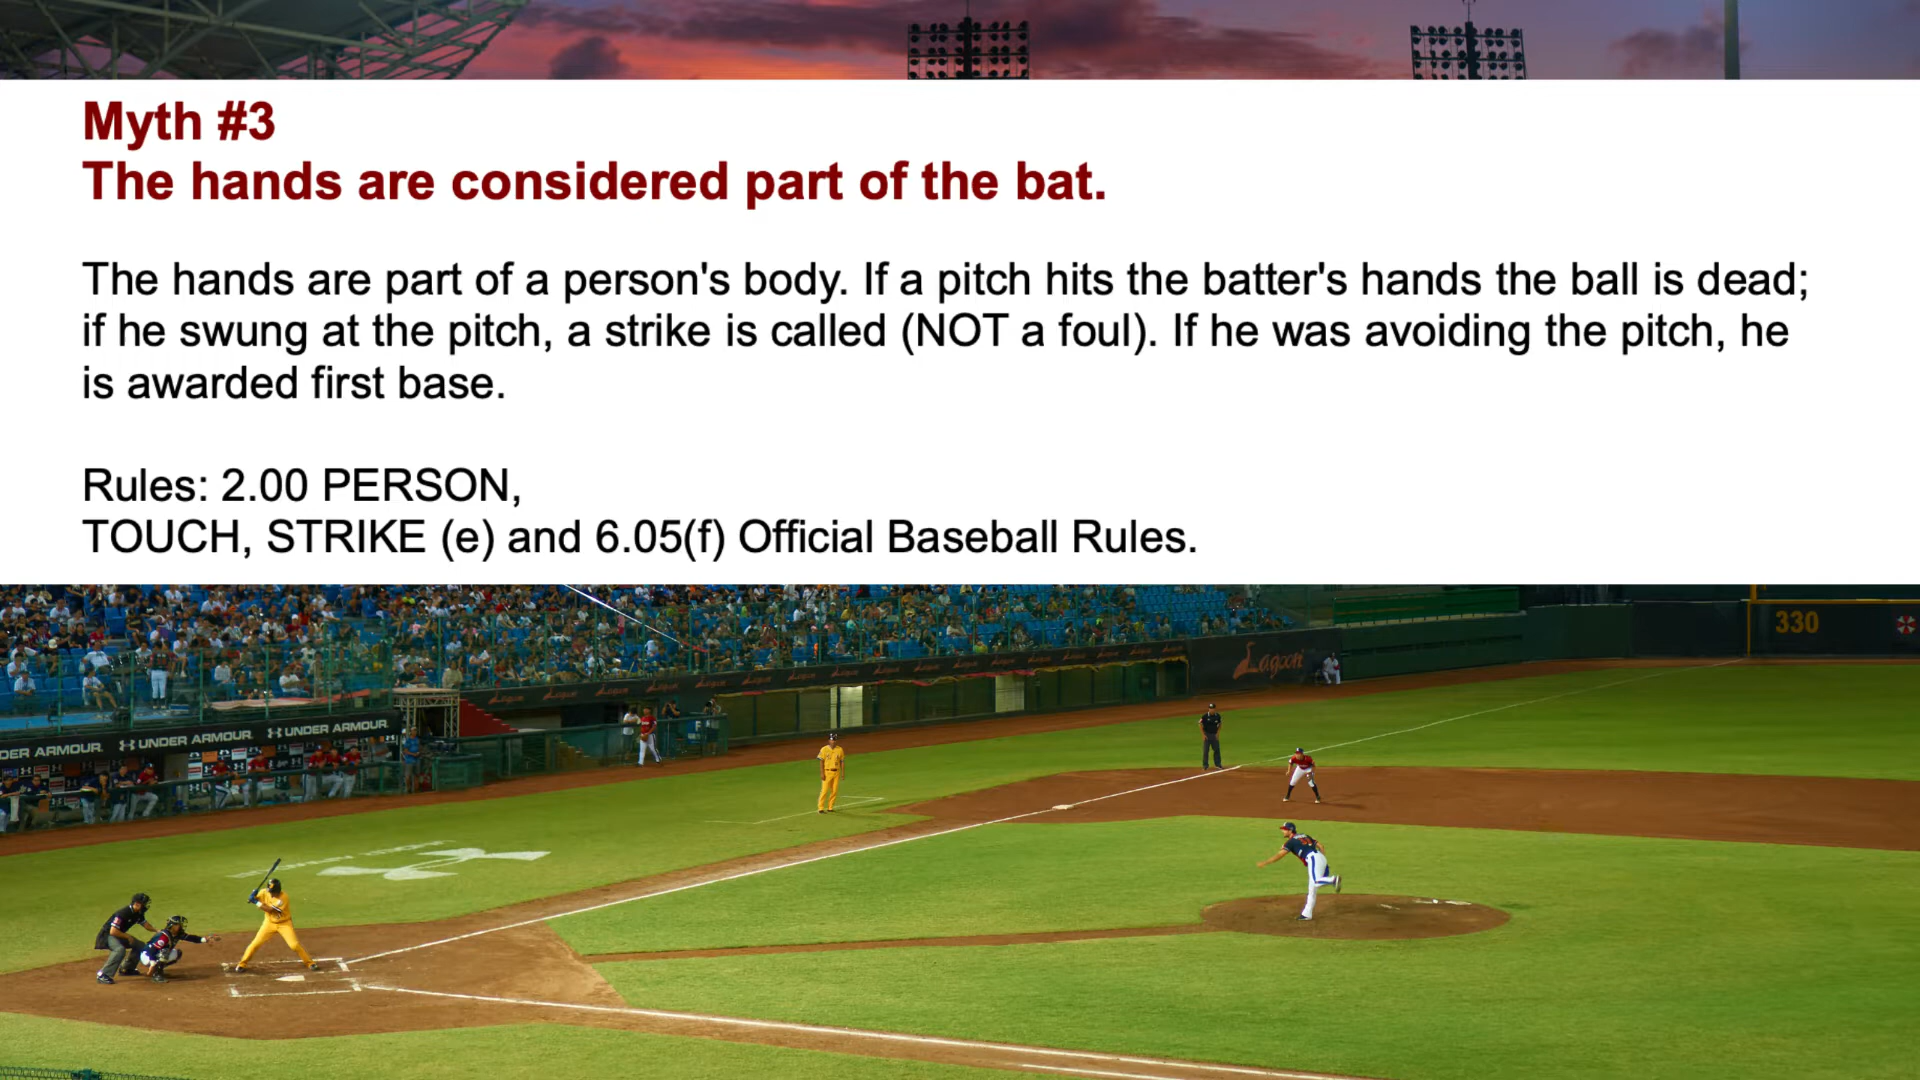 Myth #3
The hands are considered part of the bat.
The hands are part of a person's body. If a pitch hits the batter's hands the ball is dead;
if he swung at the pitch, a strike is called (NOT a foul). If he was avoiding the pitch, he
is awarded first base.
Rules: 2.00 PERSON,
TOUCH, STRIKE (e) and 6.05(f) Official Baseball Rules.
330
Lagoon
DER ARMOUR. UNDER ARMOUR. UNDER ARMOUR.